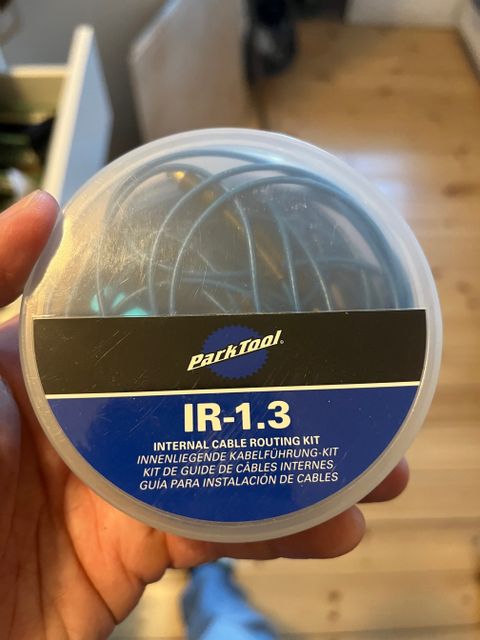 ParkTool®
IR-1.3
INTERNAL CABLE ROUTING KIT
INNENLIEGENDE KABELFÜHRUNG-KIT
KIT DE GUIDE DE CÂBLES INTERNES
GUÍA PARA INSTALACIÓN DE CABLES